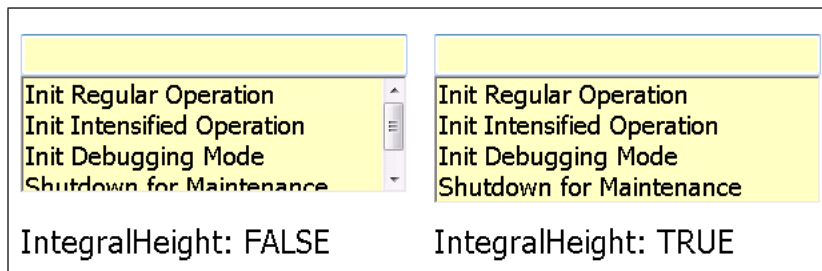 Init Regular Operation
Init Intensified Operation
Init Debugging Mode
Shutdown for Maintenance
IntegralHeight: FALSE
Init Regular Operation
Init Intensified Operation
Init Debugging Mode
Shutdown for Maintenance
IntegralHeight: TRUE